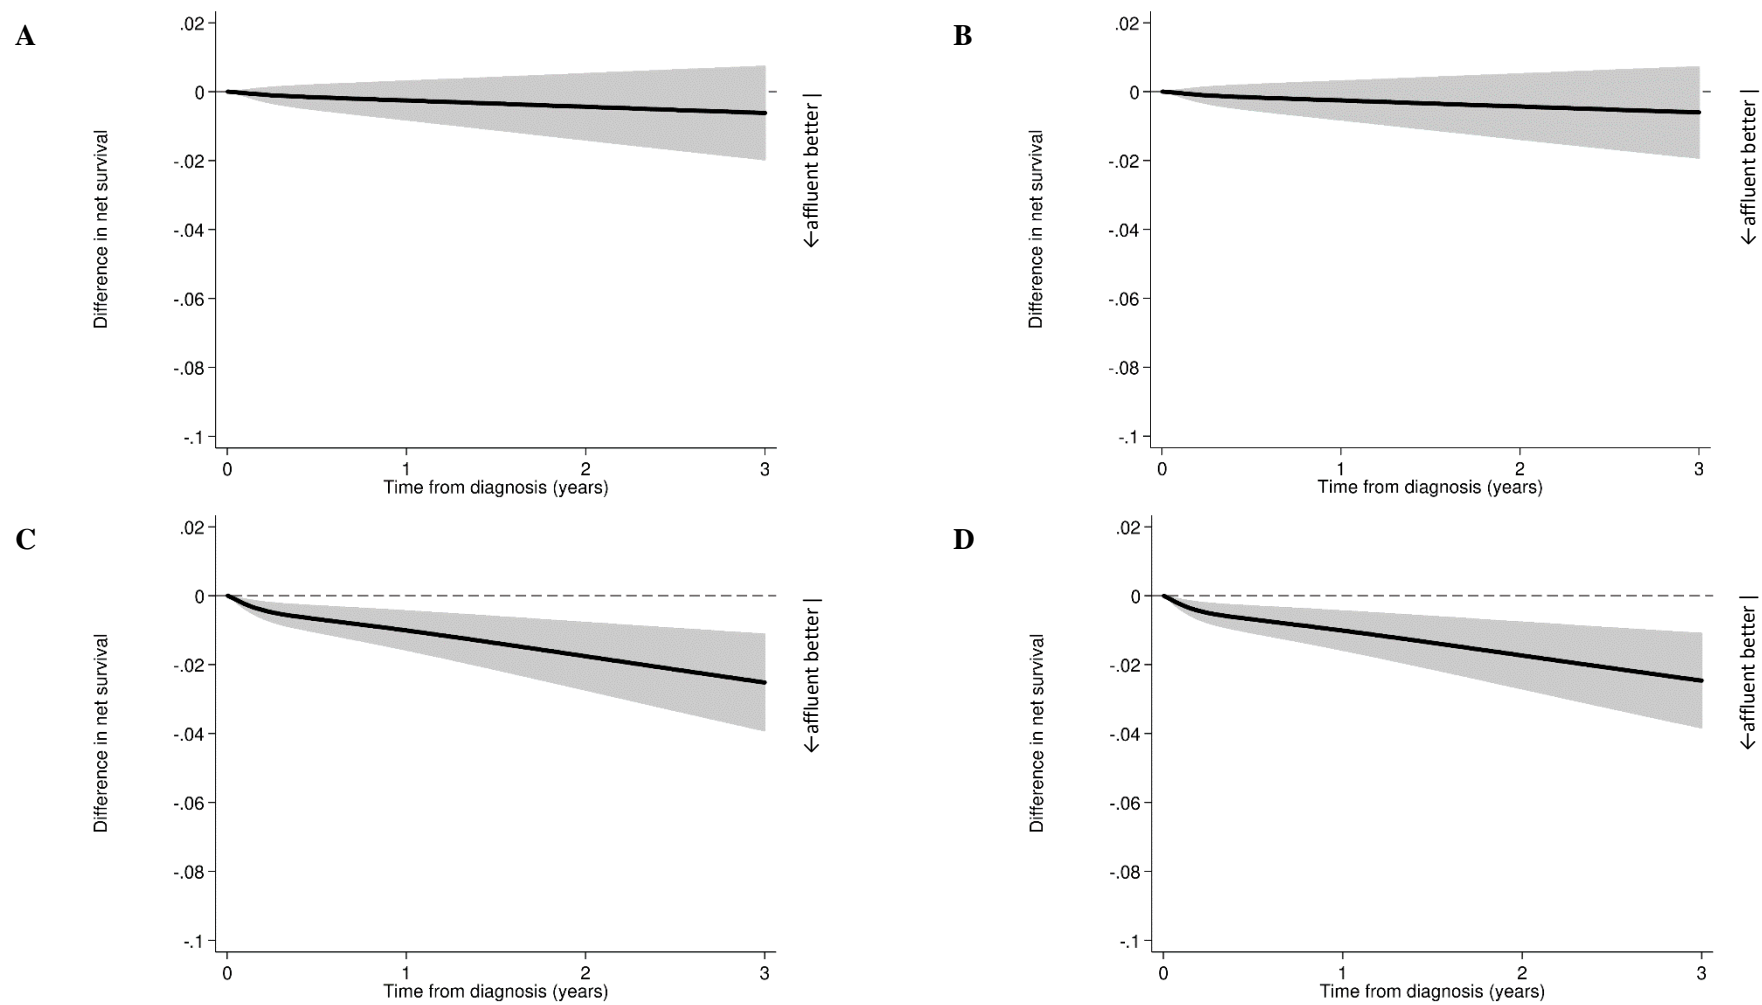 A
.02
0
-.02
-.04
-.06
-.08
-.1
Difference in net survival
0 1 2 3
Time from diagnosis (years)
←affluent better |
B
.02
0
-.02
-.04
-.06
-.08
-.1
Difference in net survival
0 1 2 3
Time from diagnosis (years)
←affluent better |
C
.02
0
-.02
-.04
-.06
-.08
-.1
Difference in net survival
0 1 2 3
Time from diagnosis (years)
←affluent better |
D
.02
0
-.02
-.04
-.06
-.08
-.1
Difference in net survival
0 1 2 3
Time from diagnosis (years)
←affluent better |